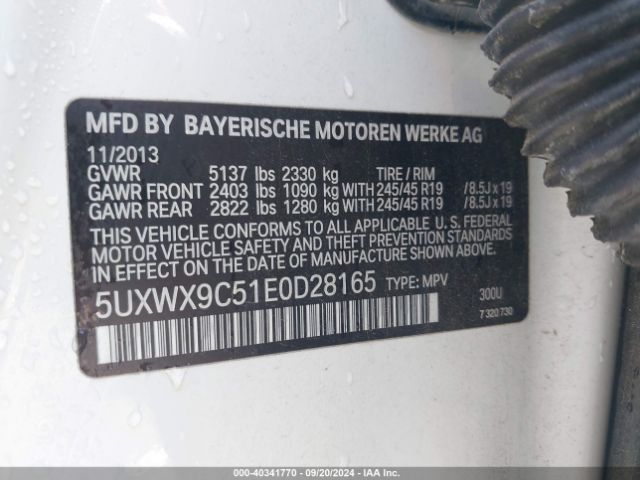 MFD BY BAYERISCHE MOTOREN WERKE AG
11/2013
GVWR 5137 lbs 2330 kg TIRE / RIM
GAWR FRONT 2403 lbs 1090 kg WITH 245/45 R19 /8.5J x 19
GAWR REAR 2822 lbs 1280 kg WITH 245/45 R19 /8.5J x 19
THIS VEHICLE CONFORMS TO ALL APPLICABLE U. S. FEDERAL
MOTOR VEHICLE SAFETY AND THEFT PREVENTION STANDARDS
IN EFFECT ON THE DATE OF MANUFACTURE SHOWN ABOVE.
5UXWX9C51E0D28165 TYPE: MPV
300U
7 320 730
000-40341770 - 09/20/2024 - IAAI.COM